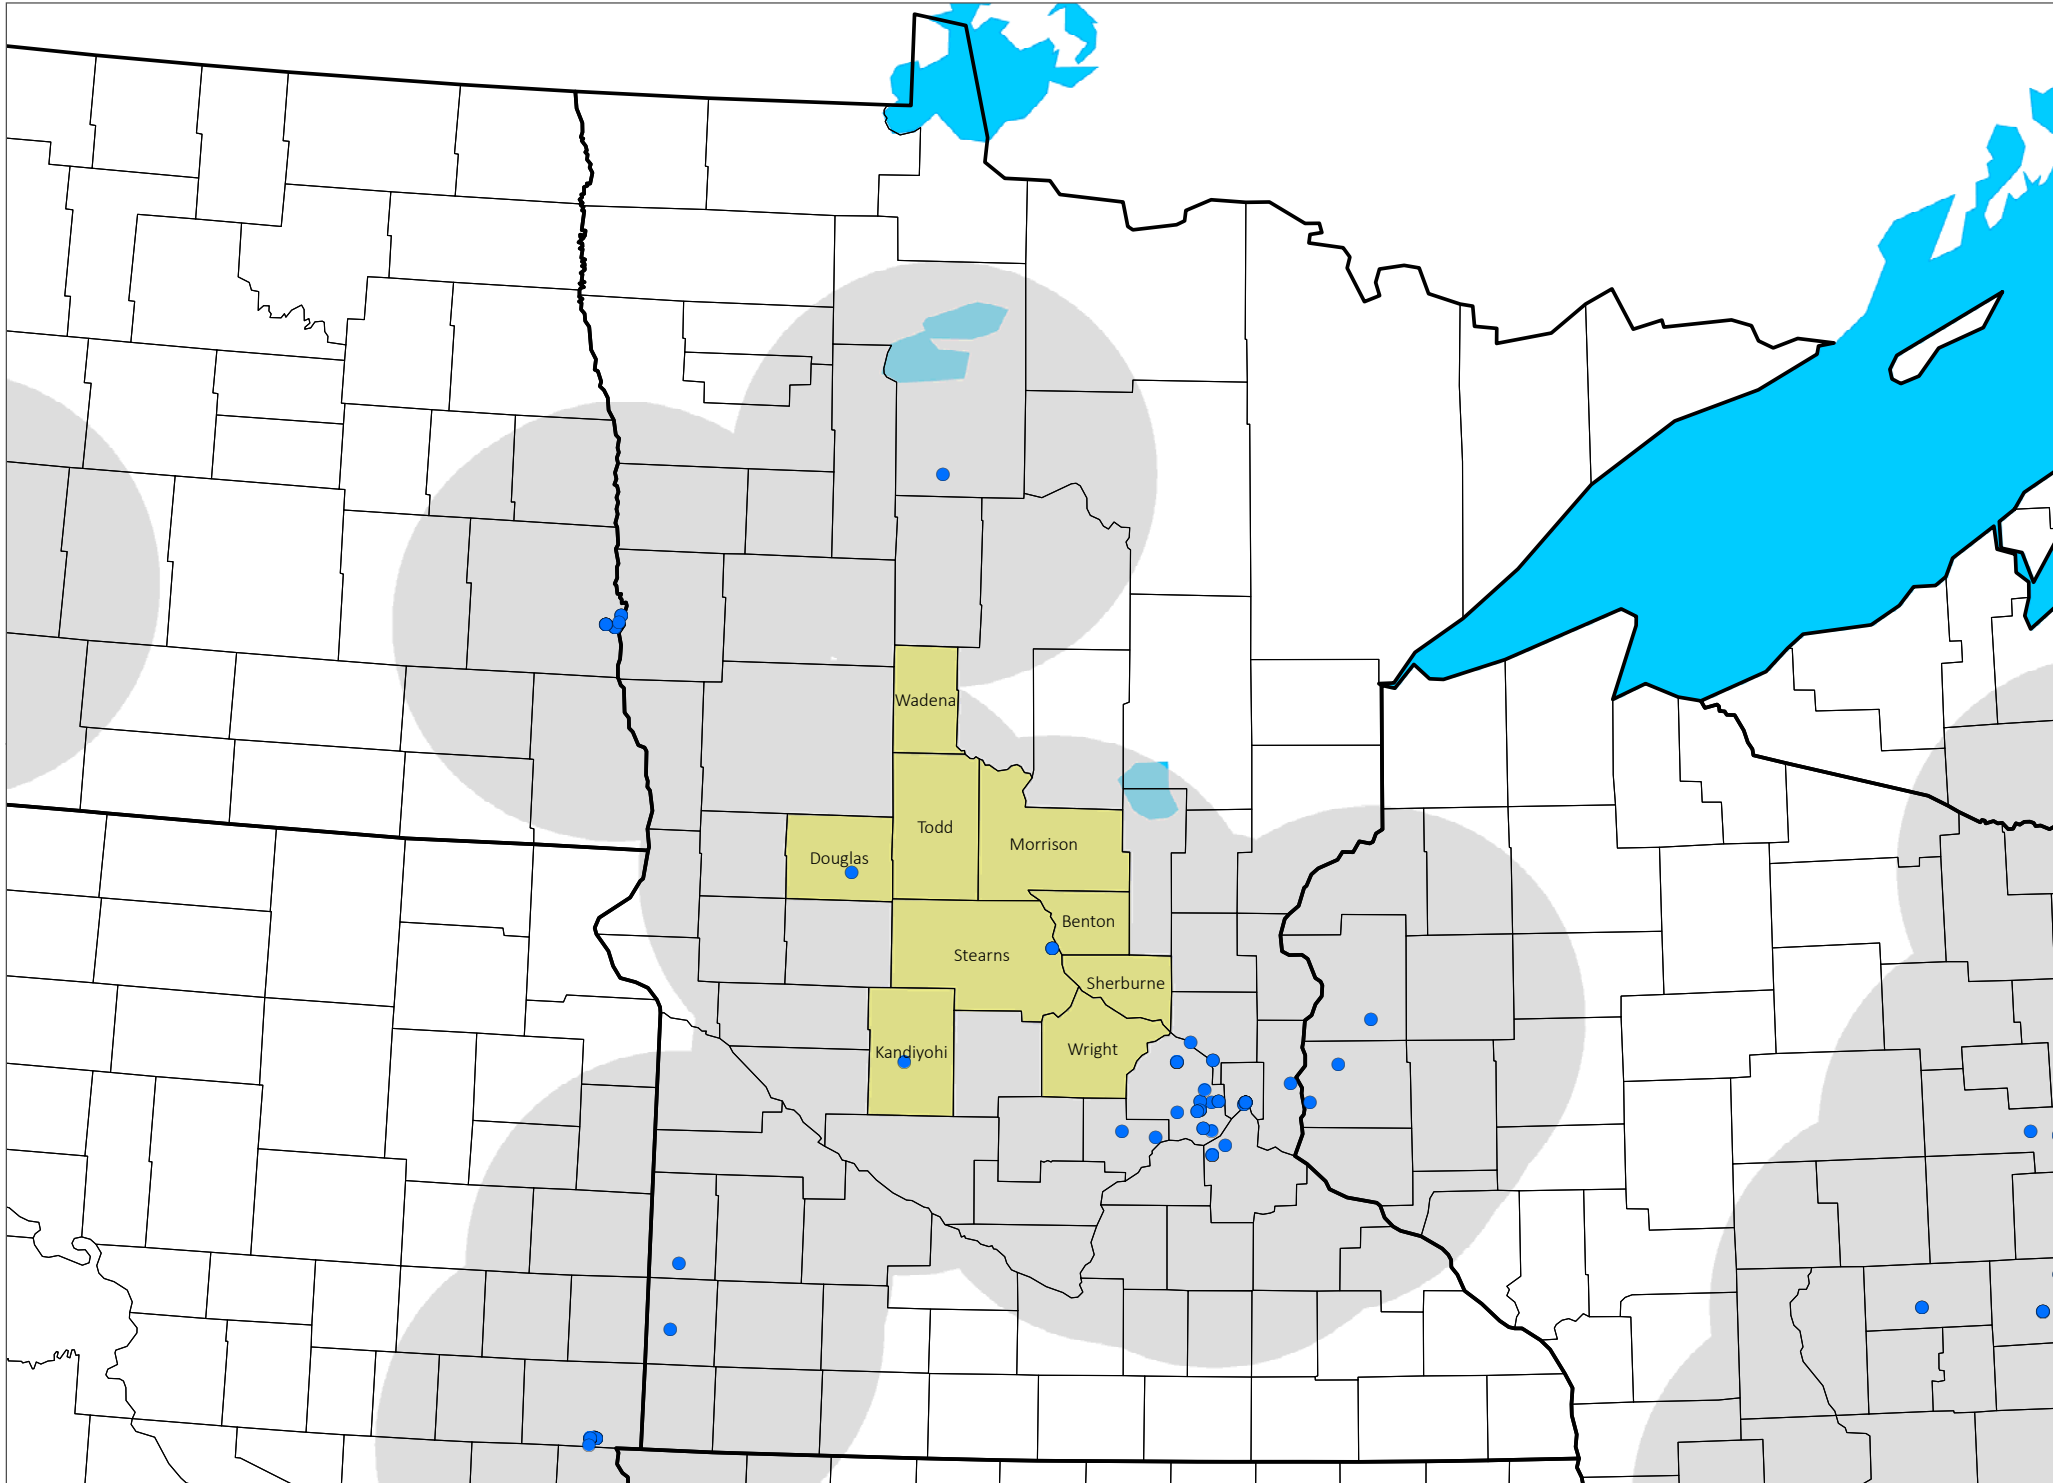 Wadena
Todd
Morrison
Douglas
Benton
Stearns
Sherburne
Wright
Kandiyohi